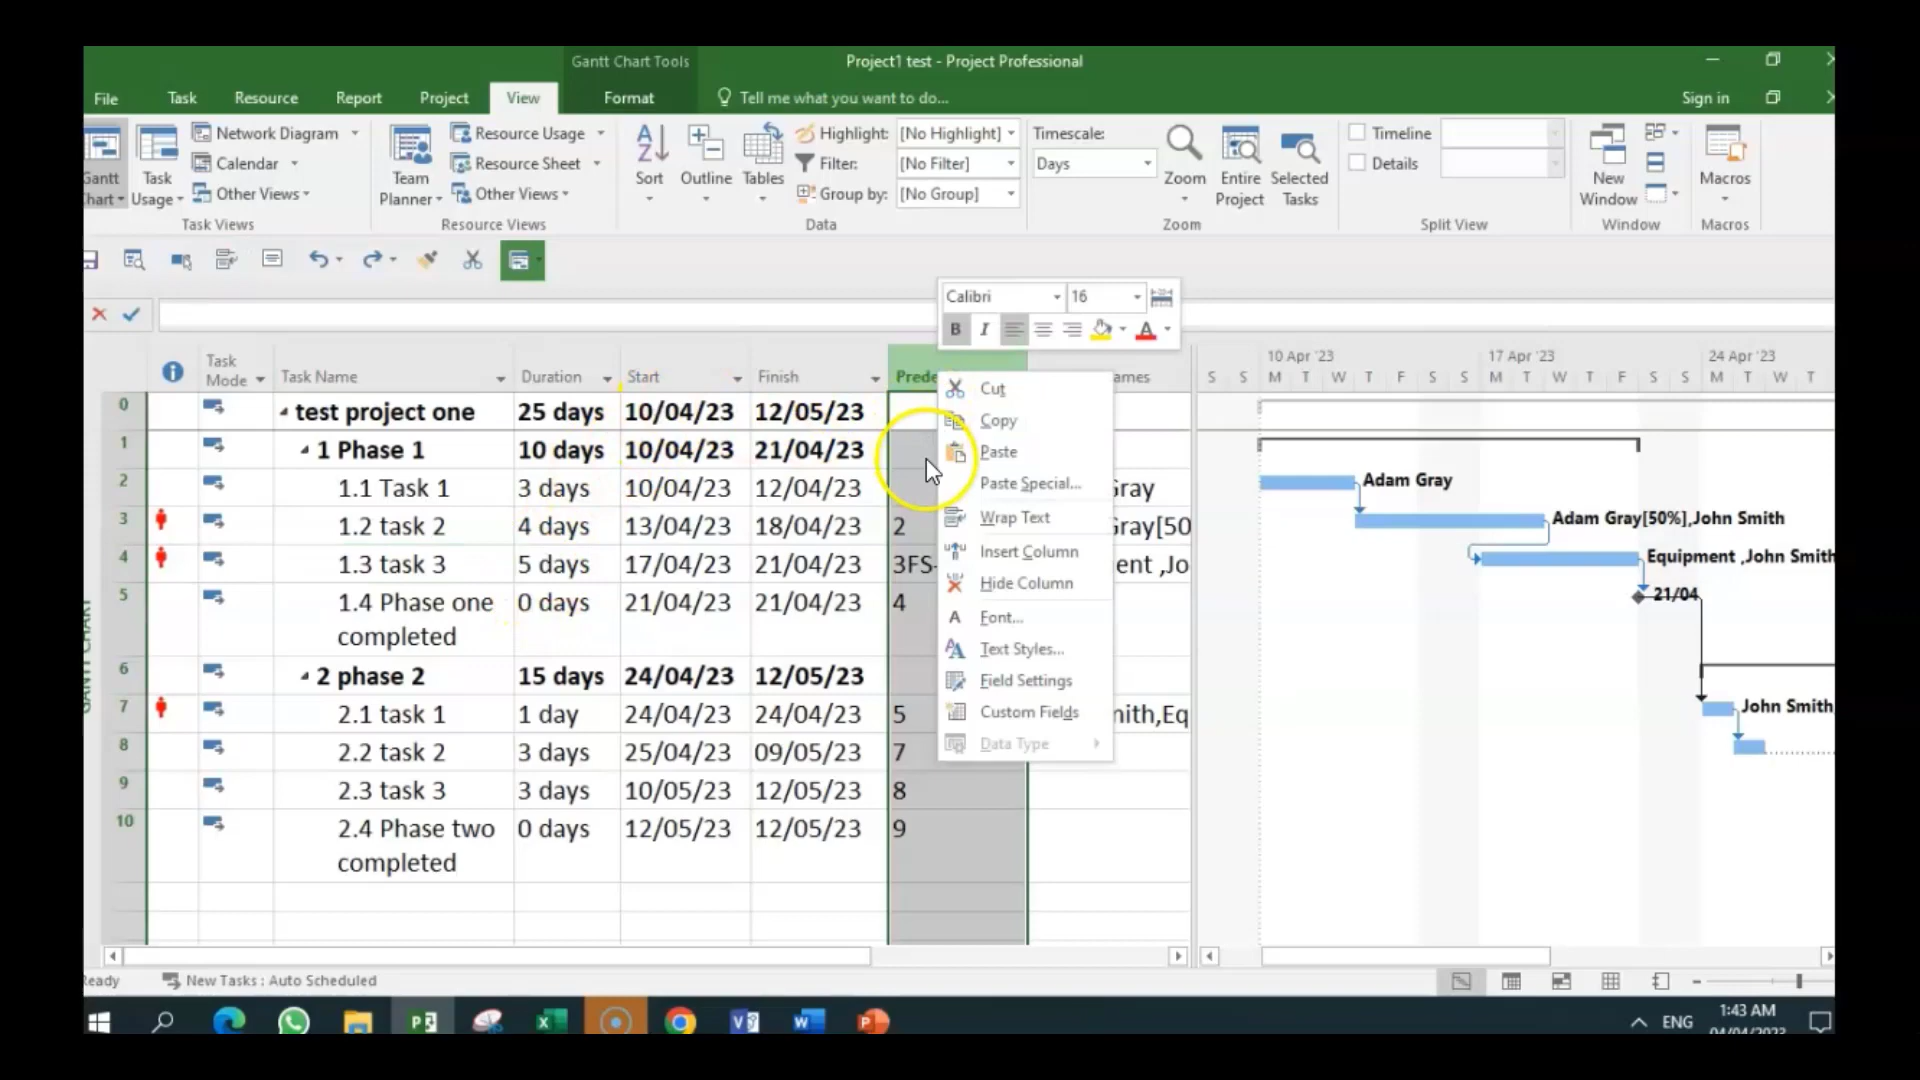 Gantt Chart Tools
Project1 test - Project Professional
File Task Resource Report Project View Format Tell me what you want to do... Sign in
Gantt Chart
Task Usage
Network Diagram
Calendar
Other Views
Task Views
Team Planner
Resource Usage
Resource Sheet
Other Views
Resource Views
Sort
Outline
Tables
Highlight: [No Highlight]
Filter: [No Filter]
Group by: [No Group]
Data
Timescale:
Days
Zoom
Entire Project
Selected Tasks
Zoom
Timeline
Details
Split View
New Window
Window
Macros
Macros
Calibri 16
B I A
Task Mode Task Name Duration Start Finish Prede ames
0 test project one 25 days 10/04/23 12/05/23
1 1 Phase 1 10 days 10/04/23 21/04/23
2 1.1 Task 1 3 days 10/04/23 12/04/23 Gray
3 1.2 task 2 4 days 13/04/23 18/04/23 2 Gray[50
4 1.3 task 3 5 days 17/04/23 21/04/23 3FS- ent ,Jo
5 1.4 Phase one completed 0 days 21/04/23 21/04/23 4
6 2 phase 2 15 days 24/04/23 12/05/23
7 2.1 task 1 1 day 24/04/23 24/04/23 5 mith,Eq
8 2.2 task 2 3 days 25/04/23 09/05/23 7
9 2.3 task 3 3 days 10/05/23 12/05/23 8
10 2.4 Phase two completed 0 days 12/05/23 12/05/23 9
Cut
Copy
Paste
Paste Special...
Wrap Text
Insert Column
Hide Column
Font...
Text Styles...
Field Settings
Custom Fields
Data Type
10 Apr '23 17 Apr '23 24 Apr '23
S S M T W T F S S M T W T F S S M T W T
Adam Gray
Adam Gray[50%],John Smith
Equipment ,John Smith
21/04
John Smith,
GANTT CHART
Ready New Tasks : Auto Scheduled
ENG
1:43 AM
04/04/2023